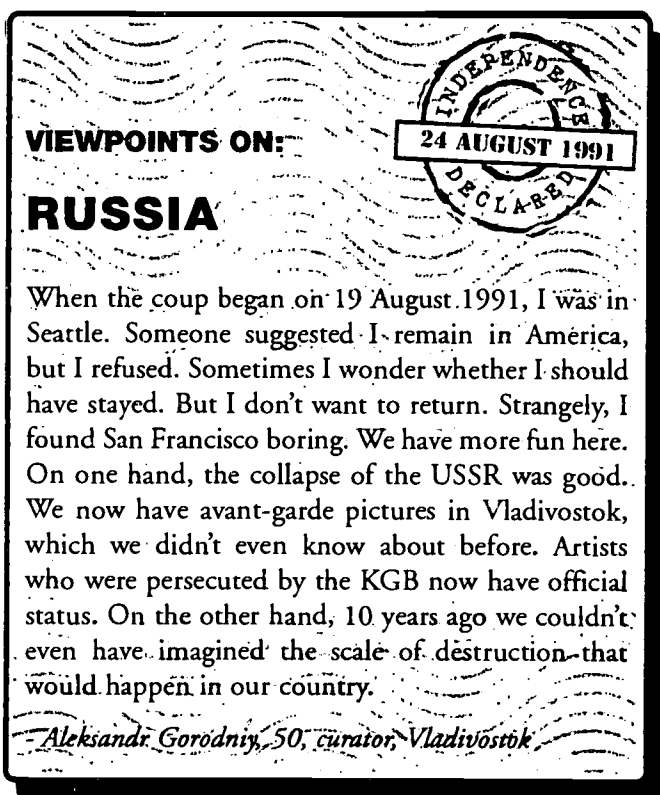 INDEPENDENCE
24 AUGUST 1991
DECLARED
VIEWPOINTS ON:
RUSSIA
When the coup began on 19 August 1991, I was in
Seattle. Someone suggested I remain in America,
but I refused. Sometimes I wonder whether I should
have stayed. But I don't want to return. Strangely, I
found San Francisco boring. We have more fun here.
On one hand, the collapse of the USSR was good.
We now have avant-garde pictures in Vladivostok,
which we didn't even know about before. Artists
who were persecuted by the KGB now have official
status. On the other hand, 10 years ago we couldn't
even have imagined the scale of destruction that
would happen in our country.
- Aleksandr Gorodniy, 50, curator, Vladivostok